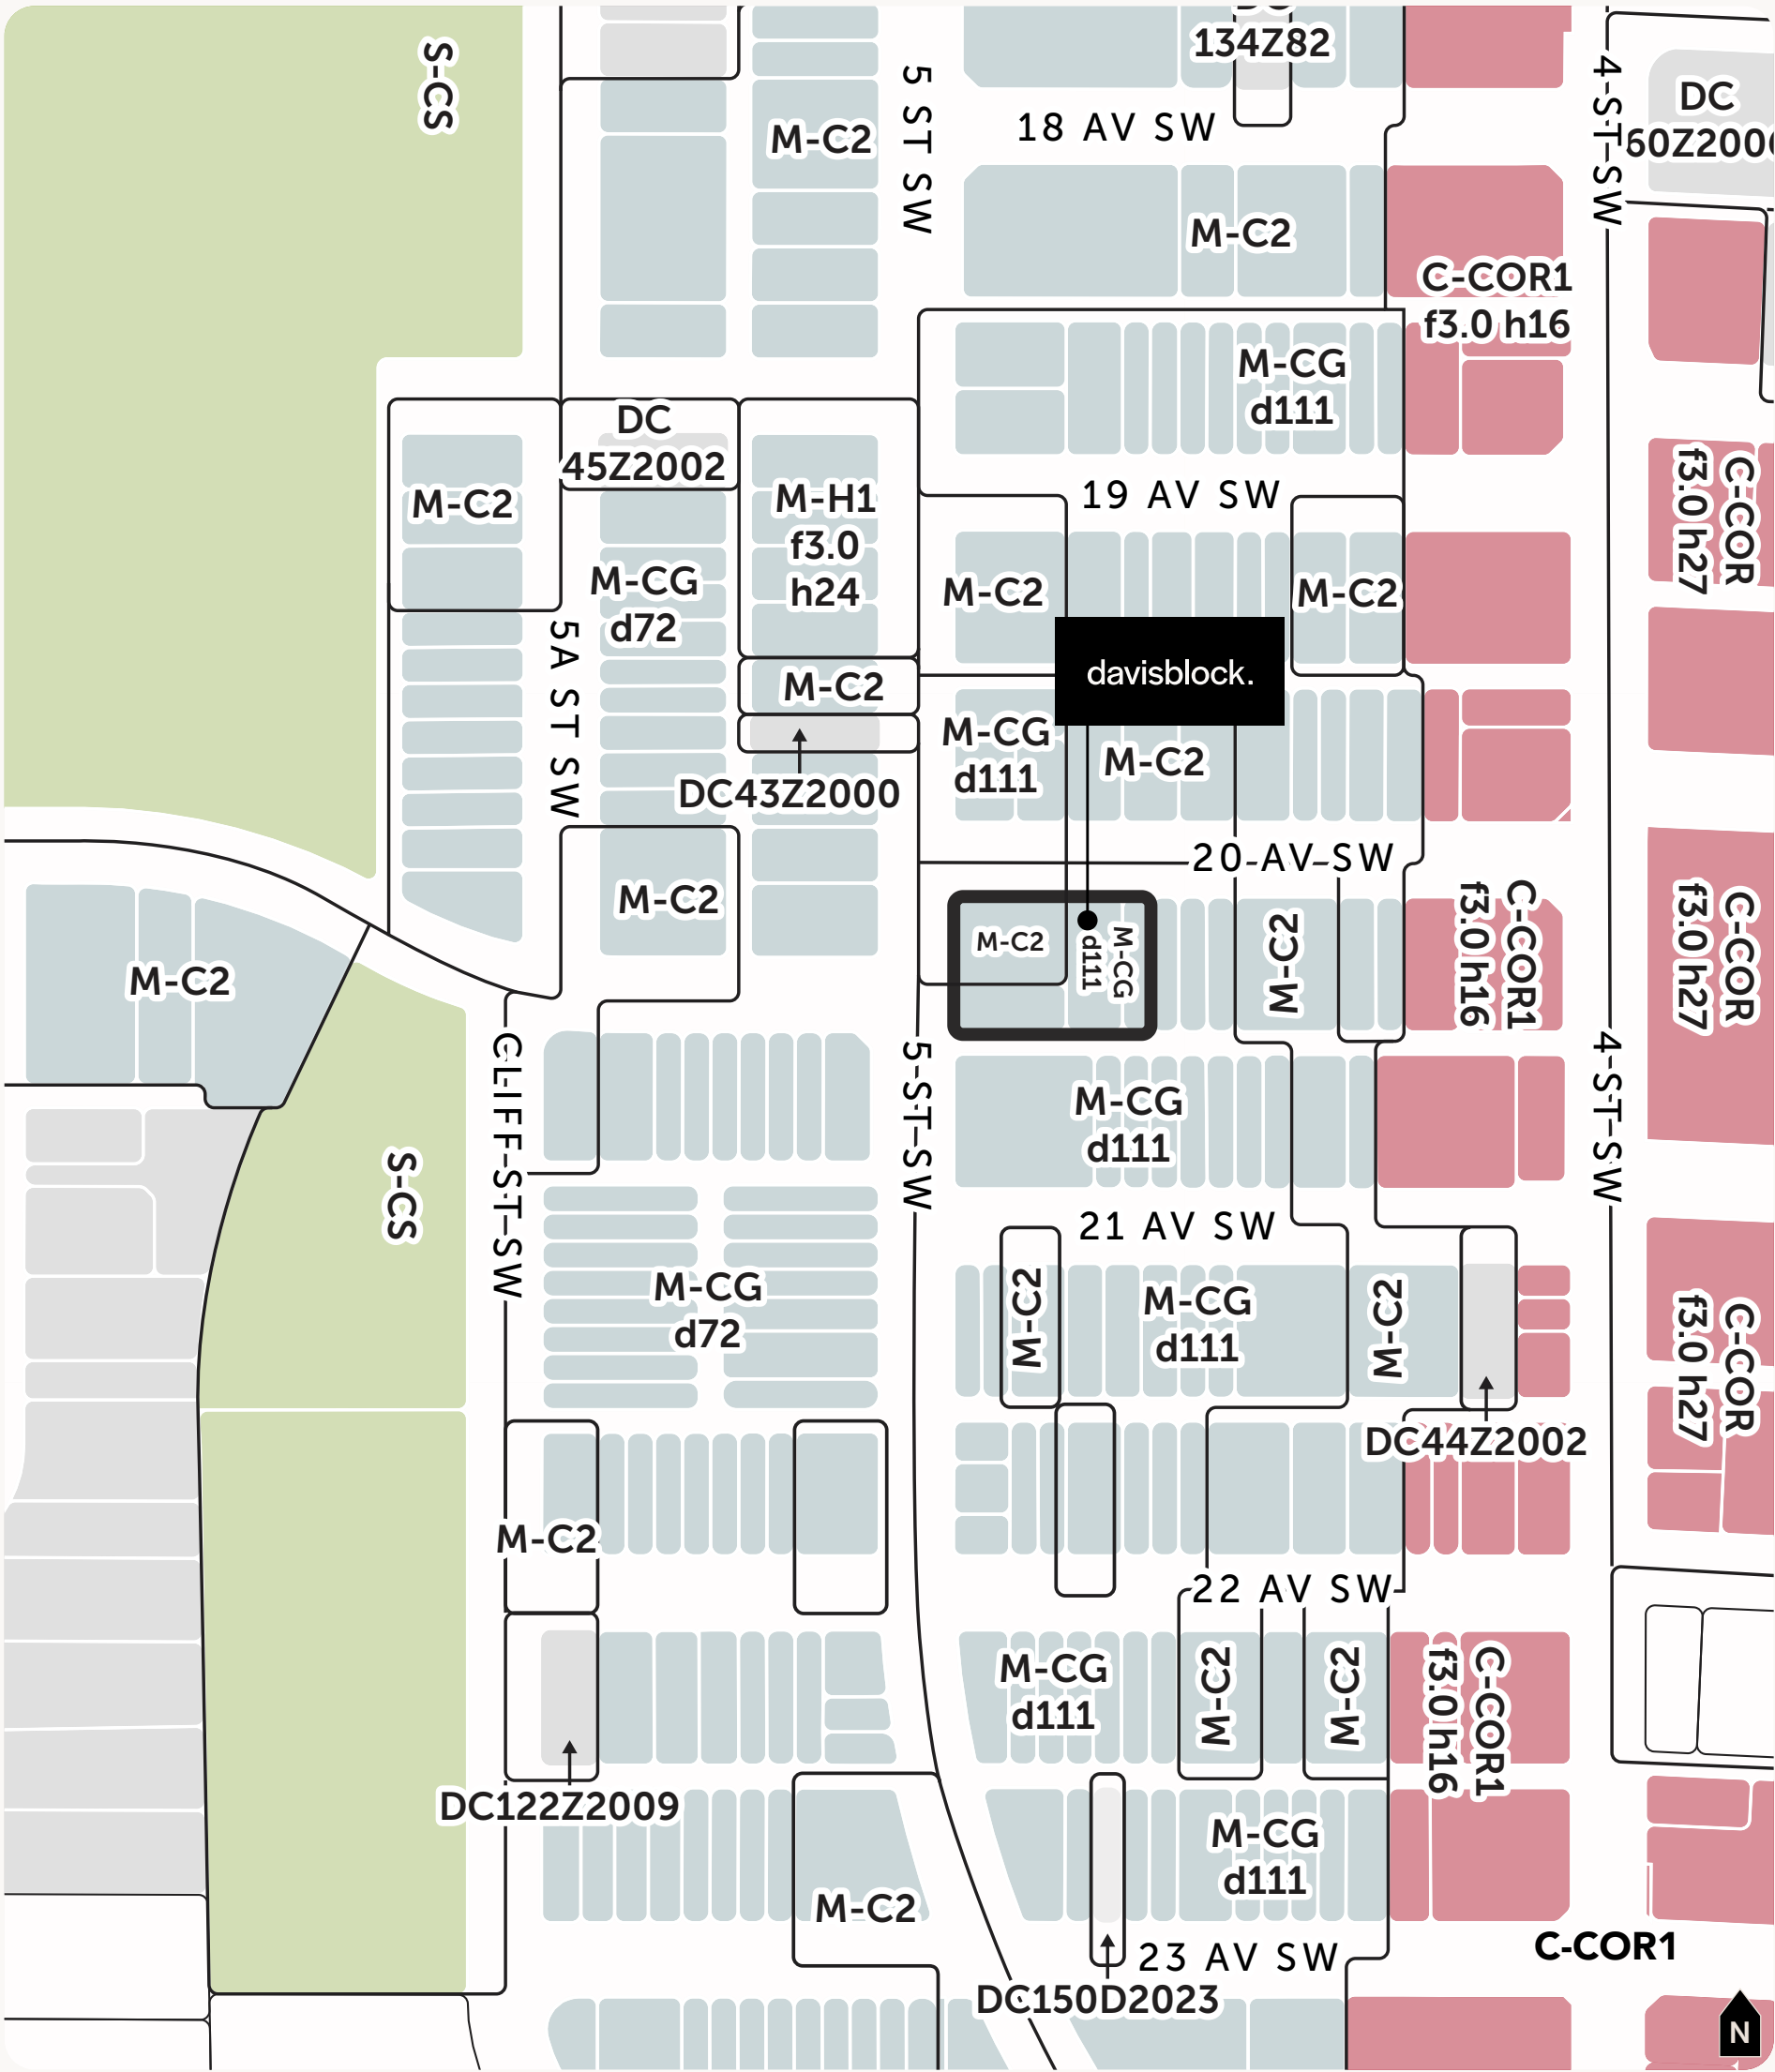 S-CS
DC
134Z82
5 ST SW
4-ST-SW
DC
M-C2
18 AV SW
M-C2
C-COR1
f3.0 h16
M-CG
d111
DC
45Z2002
M-C2
M-H1
f3.0
h24
19 AV SW
C-COR
f3.0 h27
M-CG
d72
M-C2
M-C2
5A ST SW
davisblock.
M-C2
M-CG
d111
M-C2
DC43Z2000
20-AV-SW
M-C2
M-C2
M-CG
d111
M-C2
C-COR1
f3.0 h16
C-COR
f3.0 h27
M-C2
CLIFF-ST-SW
5-ST-SW
4-ST-SW
M-CG
d111
S-CS
21 AV SW
M-CG
d72
M-C2
M-CG
d111
M-C2
C-COR
f3.0 h27
DC44Z2002
M-C2
22 AV SW
M-CG
d111
M-C2
M-C2
C-COR1
f3.0 h16
DC122Z2009
M-CG
d111
M-C2
C-COR1
23 AV SW
DC150D2023
N